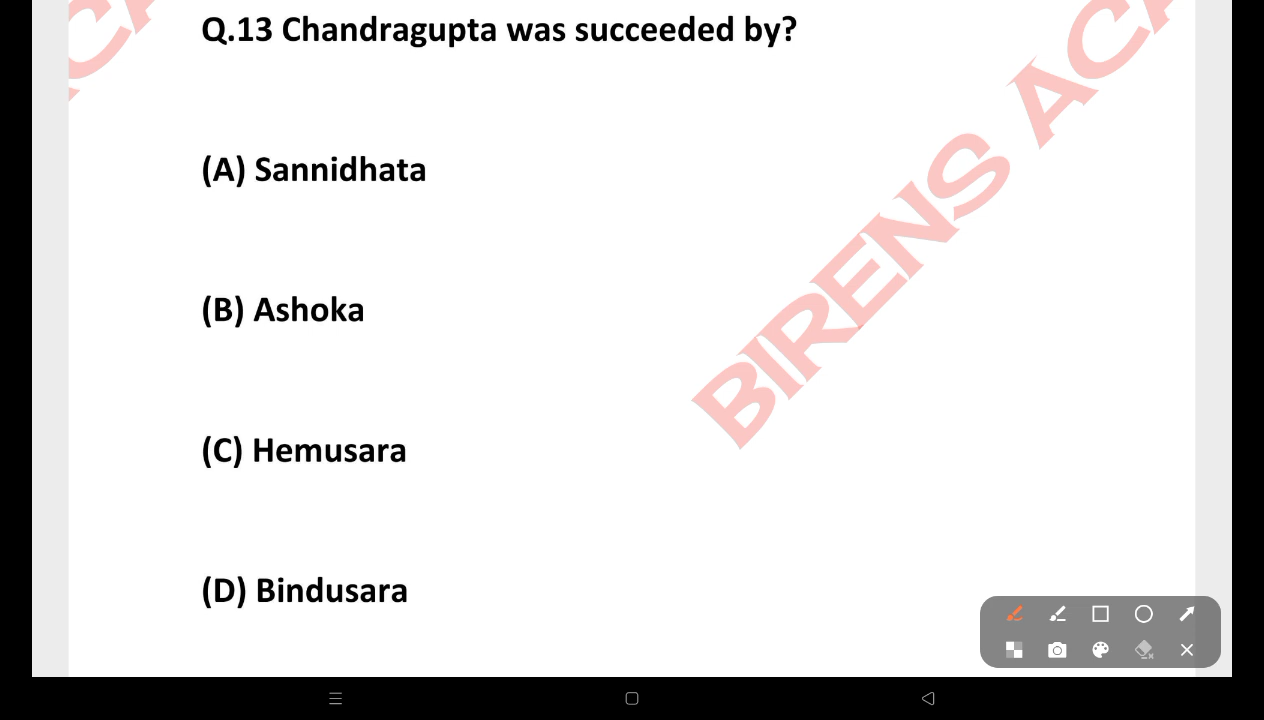 Q.13 Chandragupta was succeeded by?
(A) Sannidhata
(B) Ashoka
(C) Hemusara
(D) Bindusara
BIRENS ACA